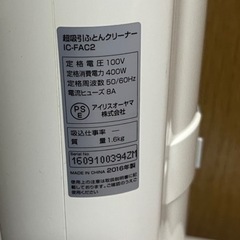 超吸引ふとんクリーナー
IC-FAC2
定格電圧 100V
定格消費電力 400W
定格周波数 50/60Hz
電流ヒューズ 8A
PSE
アイリスオーヤマ
株式会社
吸込仕事率 ―
質量 1.6kg
1609100394ZM
MADE IN CHINA 2016年製